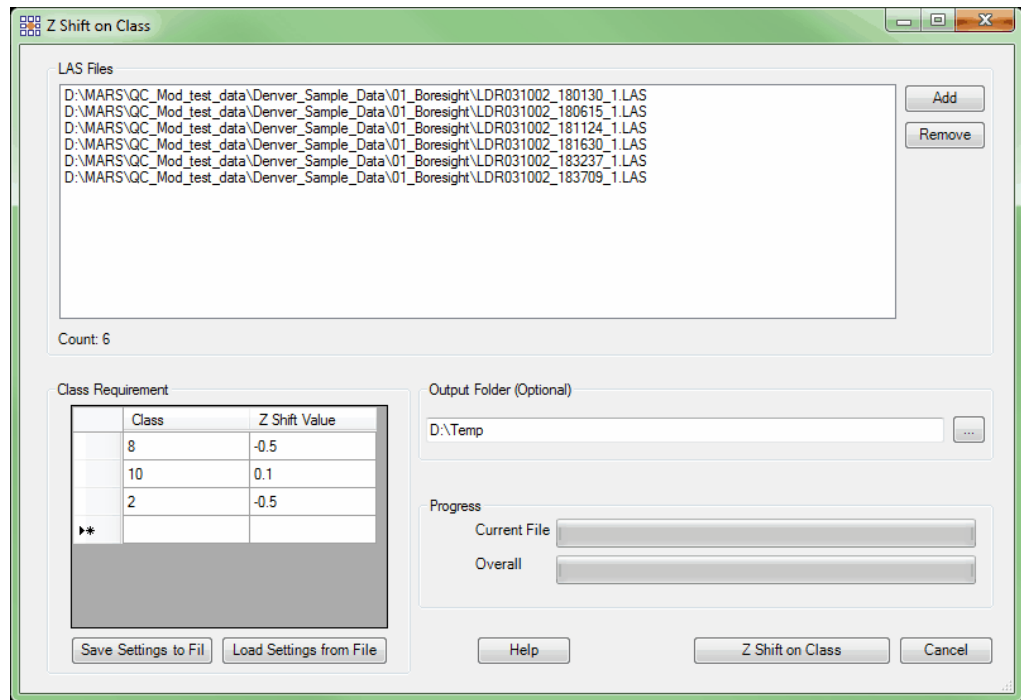 Z Shift on Class
LAS Files
D:\MARS\QC_Mod_test_data\Denver_Sample_Data\01_Boresight\LDR031002_180130_1.LAS
D:\MARS\QC_Mod_test_data\Denver_Sample_Data\01_Boresight\LDR031002_180615_1.LAS
D:\MARS\QC_Mod_test_data\Denver_Sample_Data\01_Boresight\LDR031002_181124_1.LAS
D:\MARS\QC_Mod_test_data\Denver_Sample_Data\01_Boresight\LDR031002_181630_1.LAS
D:\MARS\QC_Mod_test_data\Denver_Sample_Data\01_Boresight\LDR031002_183237_1.LAS
D:\MARS\QC_Mod_test_data\Denver_Sample_Data\01_Boresight\LDR031002_183709_1.LAS
Add
Remove
Count: 6
Class Requirement
Class Z Shift Value
8 -0.5
10 0.1
2 -0.5
Save Settings to Fil Load Settings from File
Output Folder (Optional)
D:\Temp ...
Progress
Current File
Overall
Help Z Shift on Class Cancel